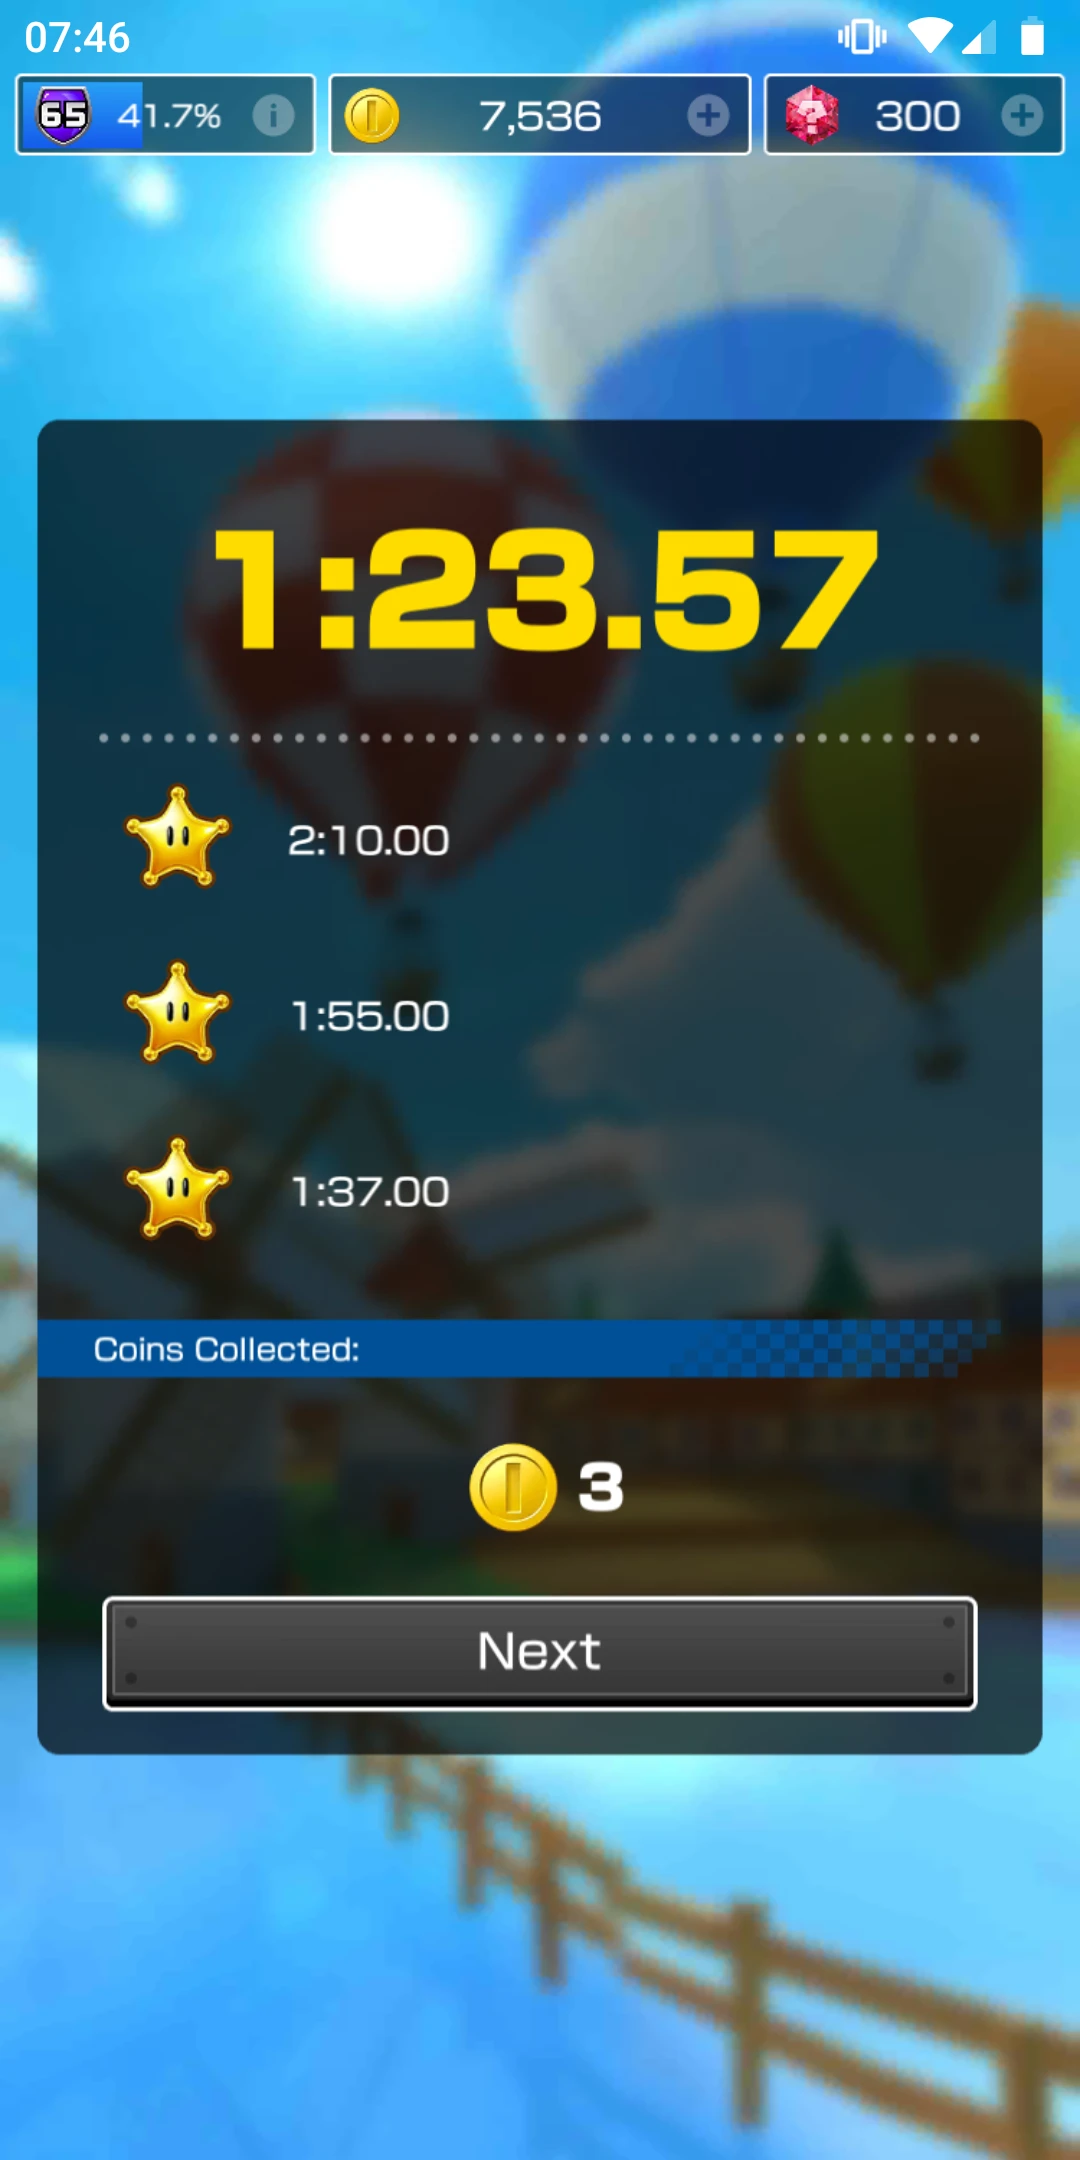 07:46
65 41.7% i 7,536 + ? 300 +
1:23.57
2:10.00
1:55.00
1:37.00
Coins Collected:
3
Next